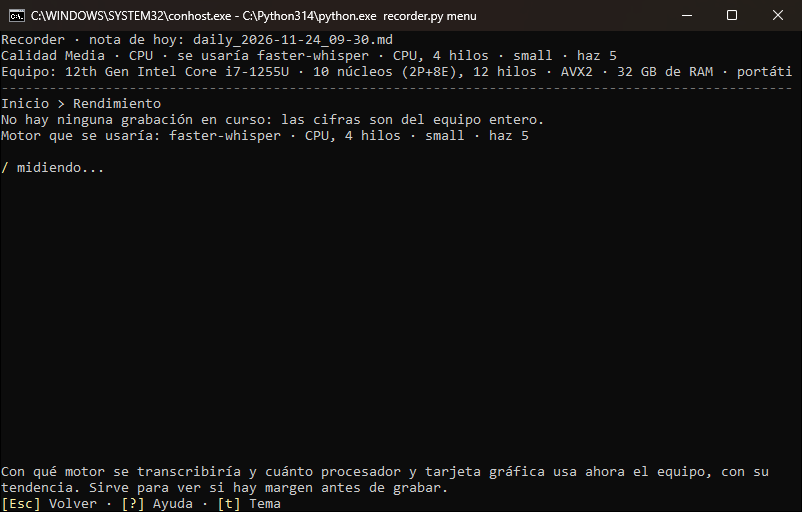 C:\WINDOWS\SYSTEM32\conhost.exe - C:\Python314\python.exe recorder.py menu
Recorder · nota de hoy: daily_2026-11-24_09-30.md
Calidad Media · CPU · se usaría faster-whisper · CPU, 4 hilos · small · haz 5
Equipo: 12th Gen Intel Core i7-1255U · 10 núcleos (2P+8E), 12 hilos · AVX2 · 32 GB de RAM · portáti
---------------------------------------------------------------------------------------------------
Inicio > Rendimiento
No hay ninguna grabación en curso: las cifras son del equipo entero.
Motor que se usaría: faster-whisper · CPU, 4 hilos · small · haz 5
/ midiendo...
Con qué motor se transcribiría y cuánto procesador y tarjeta gráfica usa ahora el equipo, con su
tendencia. Sirve para ver si hay margen antes de grabar.
[Esc] Volver · [?] Ayuda · [t] Tema